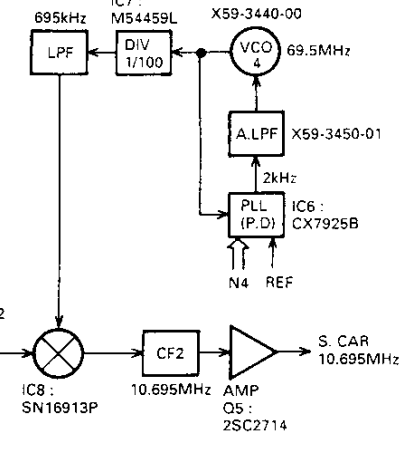 IC7 :
695kHz
M54459L
X59-3440-00
LPF
DIV
1/100
VCO
4
69.5MHz
A.LPF
X59-3450-01
2kHz
PLL
(P.D)
IC6 :
CX7925B
N4
REF
2
CF2
S. CAR
10.695MHz
IC8 :
SN16913P
10.695MHz
AMP
Q5 :
2SC2714